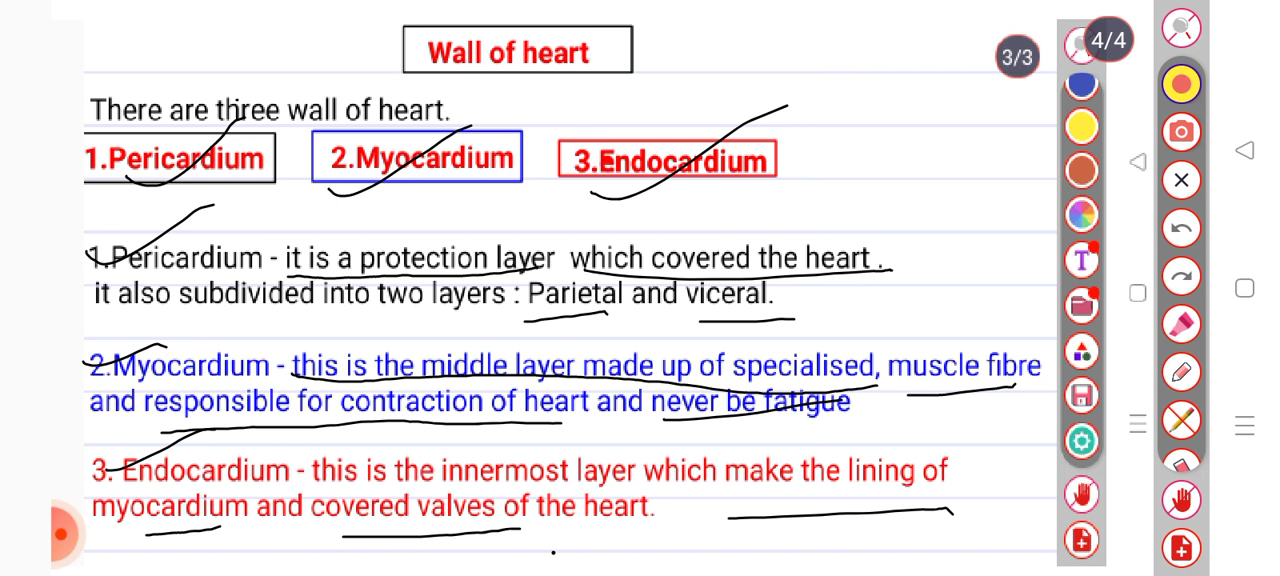 Wall of heart
3/3
4/4
There are three wall of heart.
1.Pericardium 2.Myocardium 3.Endocardium
1.Pericardium - it is a protection layer which covered the heart .
it also subdivided into two layers : Parietal and viceral.
2.Myocardium - this is the middle layer made up of specialised, muscle fibre
and responsible for contraction of heart and never be fatigue
3. Endocardium - this is the innermost layer which make the lining of
myocardium and covered valves of the heart.
T